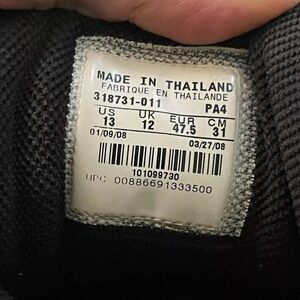 MADE IN THAILAND
FABRIQUE EN THAILANDE
318731-011 PA4
US UK EUR CM
13 12 47.5 31
01/09/08 03/27/08
101099730
UPC 00886691333500